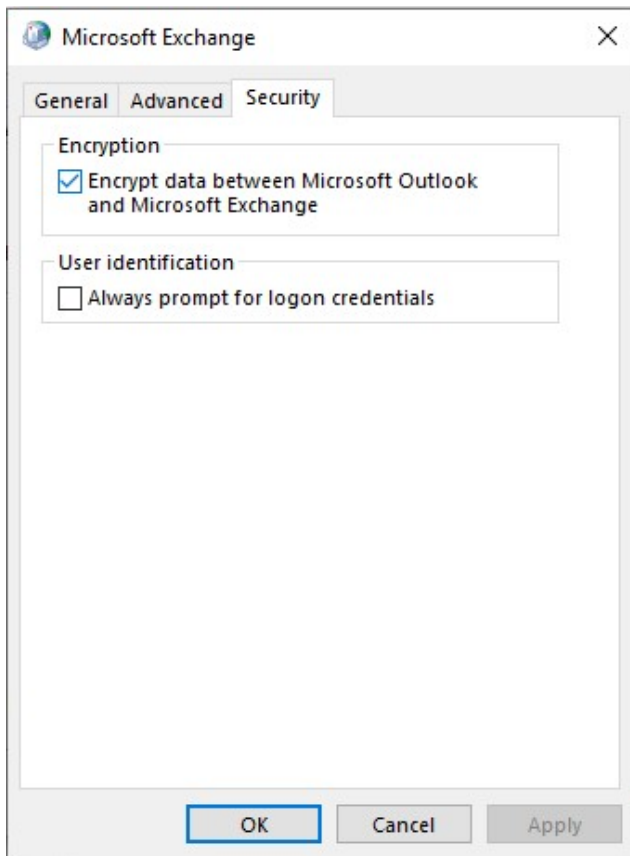 Microsoft Exchange
General Advanced Security
Encryption
Encrypt data between Microsoft Outlook
and Microsoft Exchange
User identification
Always prompt for logon credentials
OK Cancel Apply